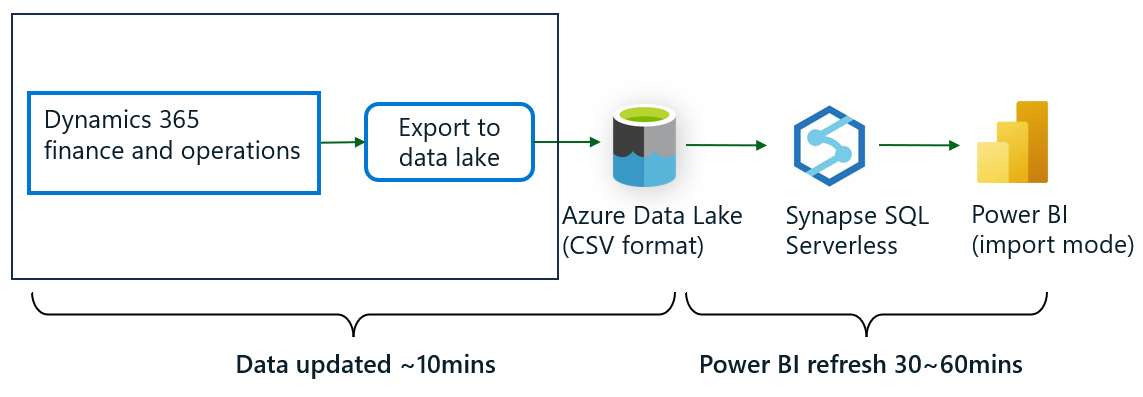 Dynamics 365
finance and operations
Export to
data lake
Azure Data Lake
(CSV format)
Synapse SQL
Serverless
Power BI
(import mode)
Data updated ~10mins
Power BI refresh 30~60mins